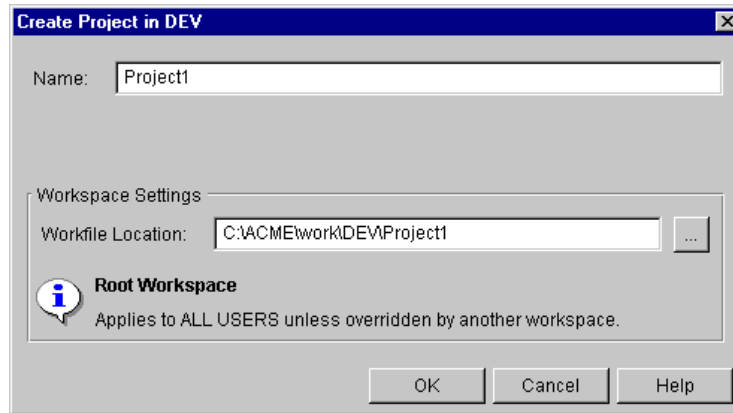 Create Project in DEV
Name: Project1
Workspace Settings
Workfile Location: C:\ACME\work\DEV\Project1 ...
Root Workspace
Applies to ALL USERS unless overridden by another workspace.
OK Cancel Help